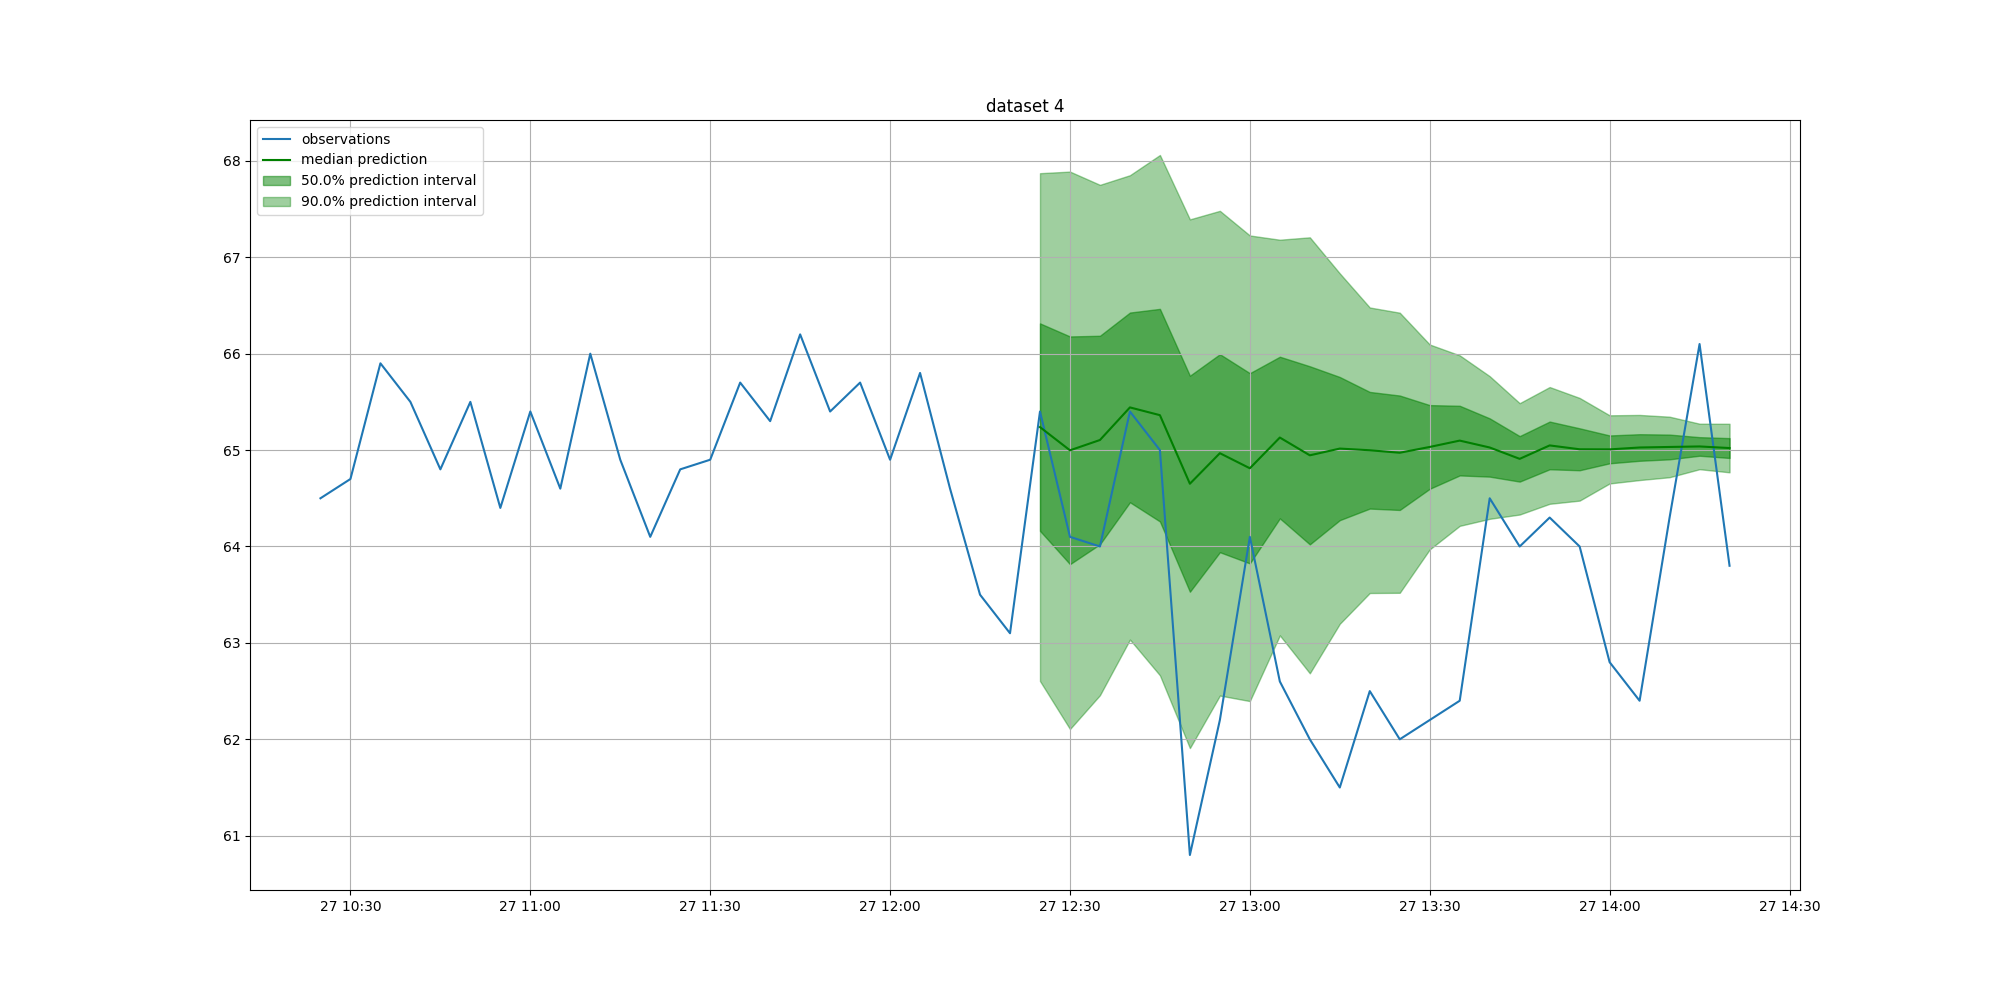 dataset 4
observations
median prediction
50.0% prediction interval
90.0% prediction interval
68
67
66
65
64
63
62
61
27 10:30 27 11:00 27 11:30 27 12:00 27 12:30 27 13:00 27 13:30 27 14:00 27 14:30